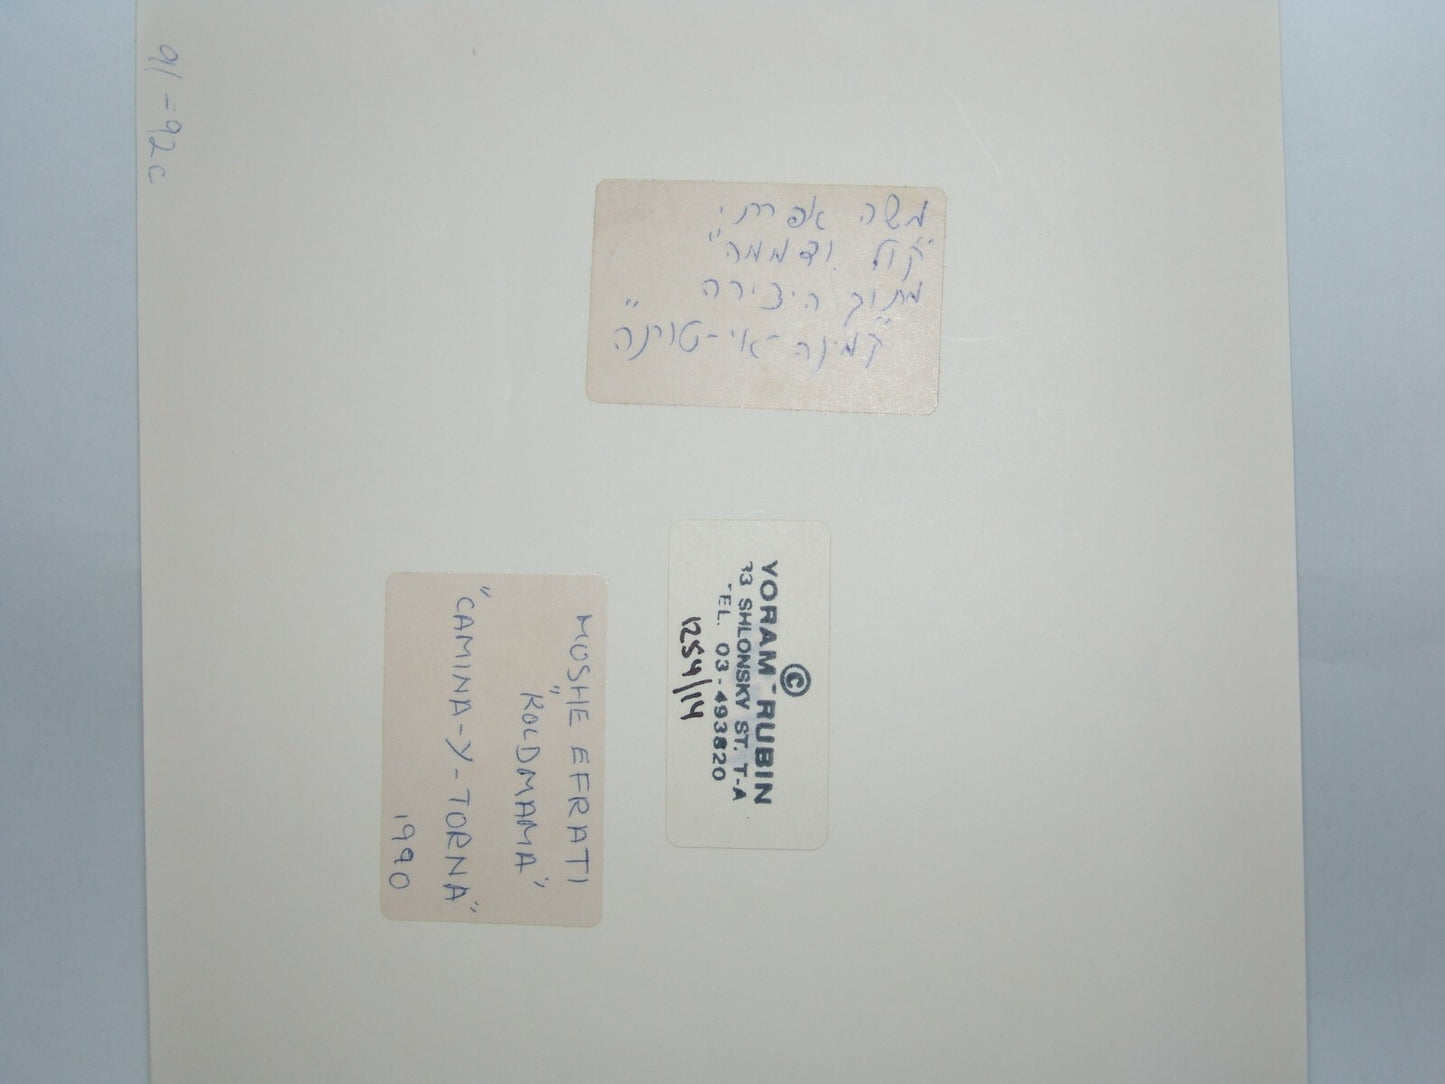 91-92c
משה אפרתי
"קול ודממה"
מתוך היצירה
"קמינה-אי-טורנה"
©
YORAM RUBIN
33 SHLONSKY ST. T-A
TEL. 03-493820
1254/14
MOSHE EFRATI
"KOLDMAMA"
"CAMINA-Y-TORNA"
1990